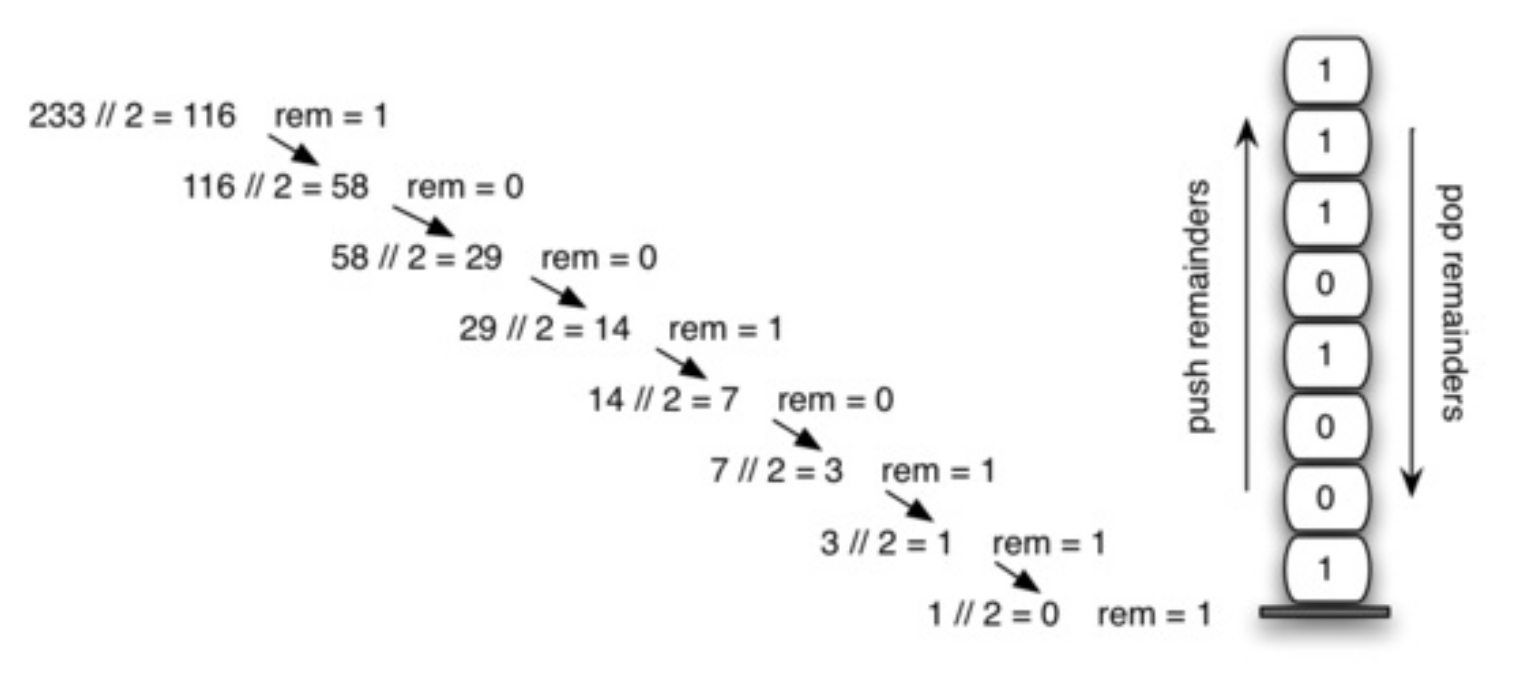 233 // 2 = 116 rem = 1
116 // 2 = 58 rem = 0
58 // 2 = 29 rem = 0
29 // 2 = 14 rem = 1
14 // 2 = 7 rem = 0
7 // 2 = 3 rem = 1
3 // 2 = 1 rem = 1
1 // 2 = 0 rem = 1
push remainders
1
1
1
0
1
0
0
1
pop remainders